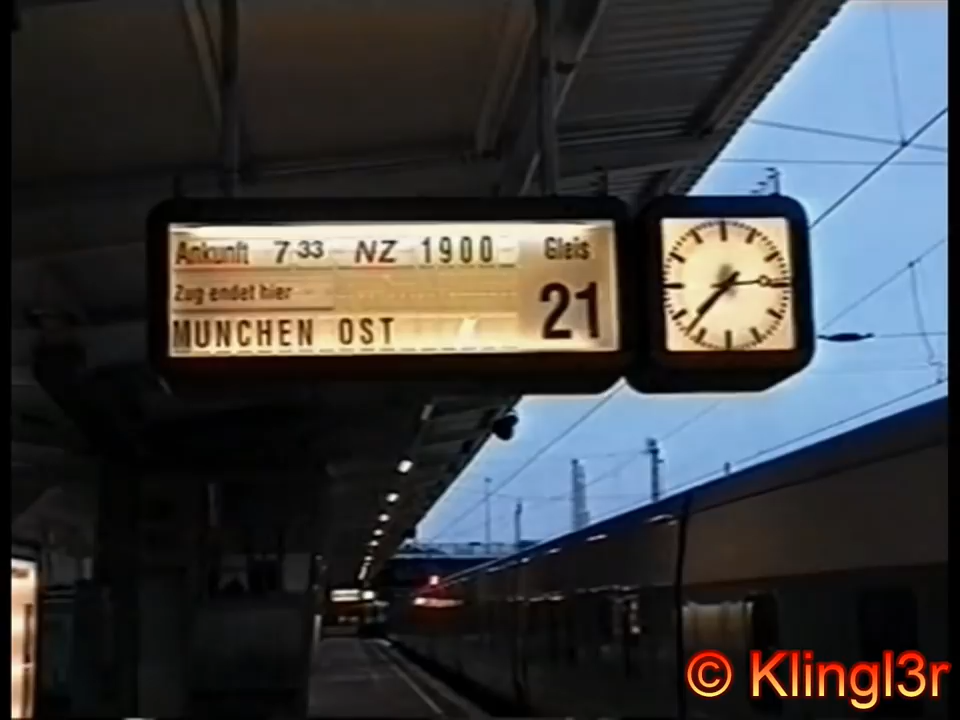 Ankunft 7 33 NZ 1900 Gleis
Zug endet hier
21
MUNCHEN OST
© Klingl3r